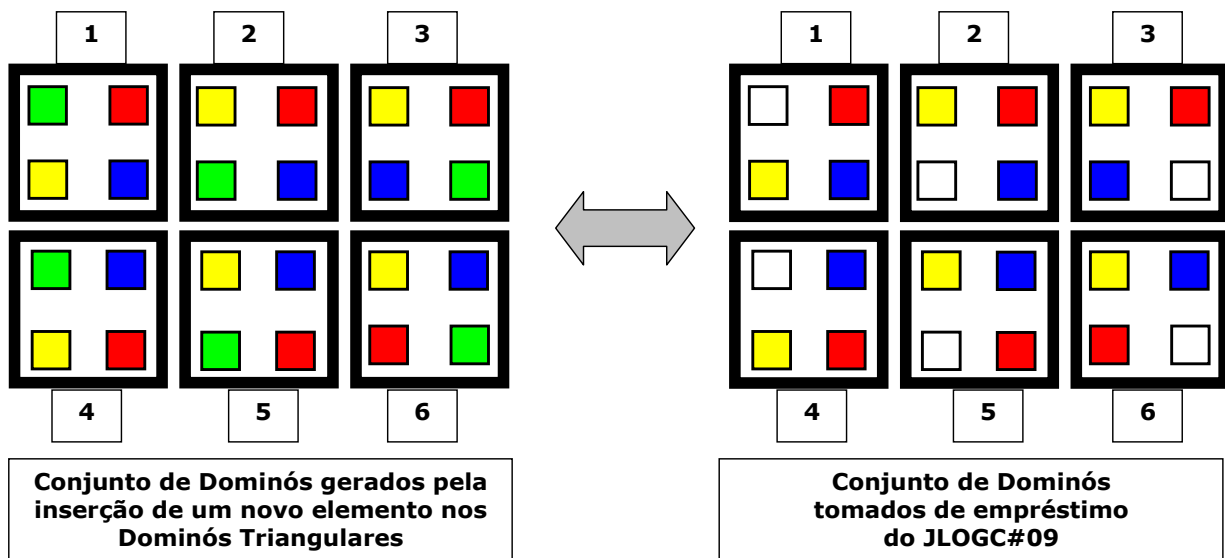 1 2 3 1 2 3
4 5 6 4 5 6
Conjunto de Dominós gerados pela
inserção de um novo elemento nos
Dominós Triangulares
Conjunto de Dominós
tomados de empréstimo
do JLOGC#09